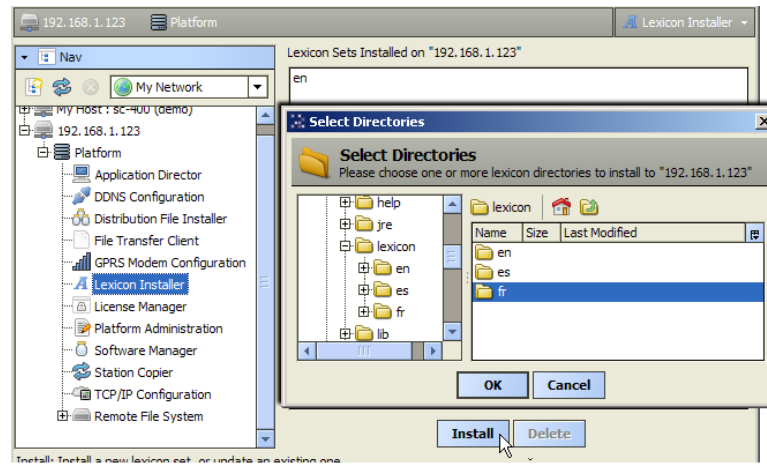 192.168.1.123 Platform Lexicon Installer
Nav
Lexicon Sets Installed on "192.168.1.123"
My Network
en
My Host : sc-400 (demo)
192.168.1.123
Platform
Application Director
DDNS Configuration
Distribution File Installer
File Transfer Client
GPRS Modem Configuration
Lexicon Installer
License Manager
Platform Administration
Software Manager
Station Copier
TCP/IP Configuration
Remote File System
Select Directories
Select Directories
Please choose one or more lexicon directories to install to "192.168.1.123"
help
jre
lexicon
en
es
fr
lib
lexicon
Name Size Last Modified
en
es
fr
OK Cancel
Install Delete
Install: Install a new lexicon set, or update an existing one